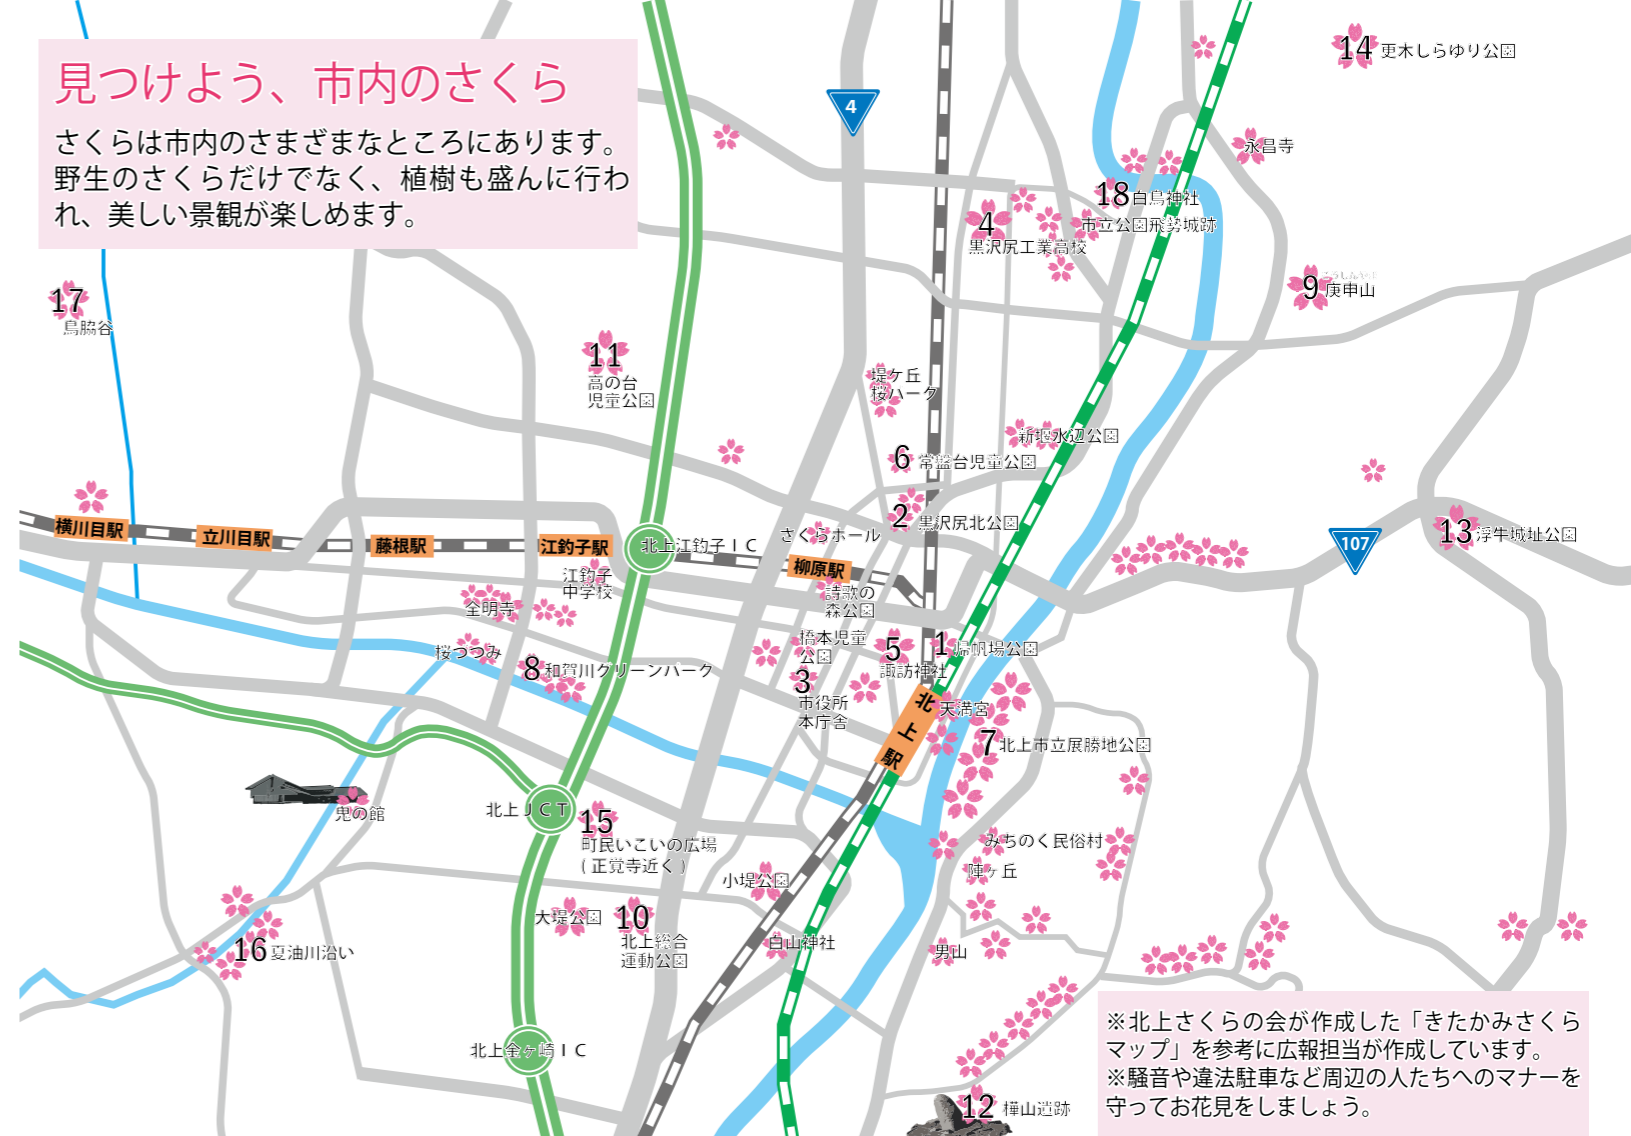 見つけよう、市内のさくら
さくらは市内のさまざまなところにあります。
野生のさくらだけでなく、植樹も盛んに行わ
れ、美しい景観が楽しめます。
4
14 更木しらゆり公園
永昌寺
18 白鳥神社
市立公園飛勢城跡
4
黒沢尻工業高校
9 庚申山
17
鳥脇谷
11
高の台
児童公園
堤ケ丘
桜パーク
新堰水辺公園
6 常盤台児童公園
2 黒沢尻北公園
さくらホール
横川目駅
立川目駅
藤根駅
江釣子駅
北上江釣子ＩＣ
柳原駅
107
13 浮牛城址公園
江釣子
中学校
詩歌の
森公園
全明寺
桜つつみ
8 和賀川グリーンパーク
橋本児童
公園
5
諏訪神社
1 帰帆場公園
3
市役所
本庁舎
北上駅
天満宮
7 北上市立展勝地公園
鬼の館
北上ＪＣＴ
15
町民いこいの広場
(正覚寺近く)
みちのく民俗村
陣ヶ丘
小堤公園
大堤公園
10
北上総合
運動公園
白山神社
男山
16 夏油川沿い
北上金ヶ崎ＩＣ
12 樺山遺跡
※北上さくらの会が作成した「きたかみさくら
マップ」を参考に広報担当が作成しています。
※騒音や違法駐車など周辺の人たちへのマナーを
守ってお花見をしましょう。